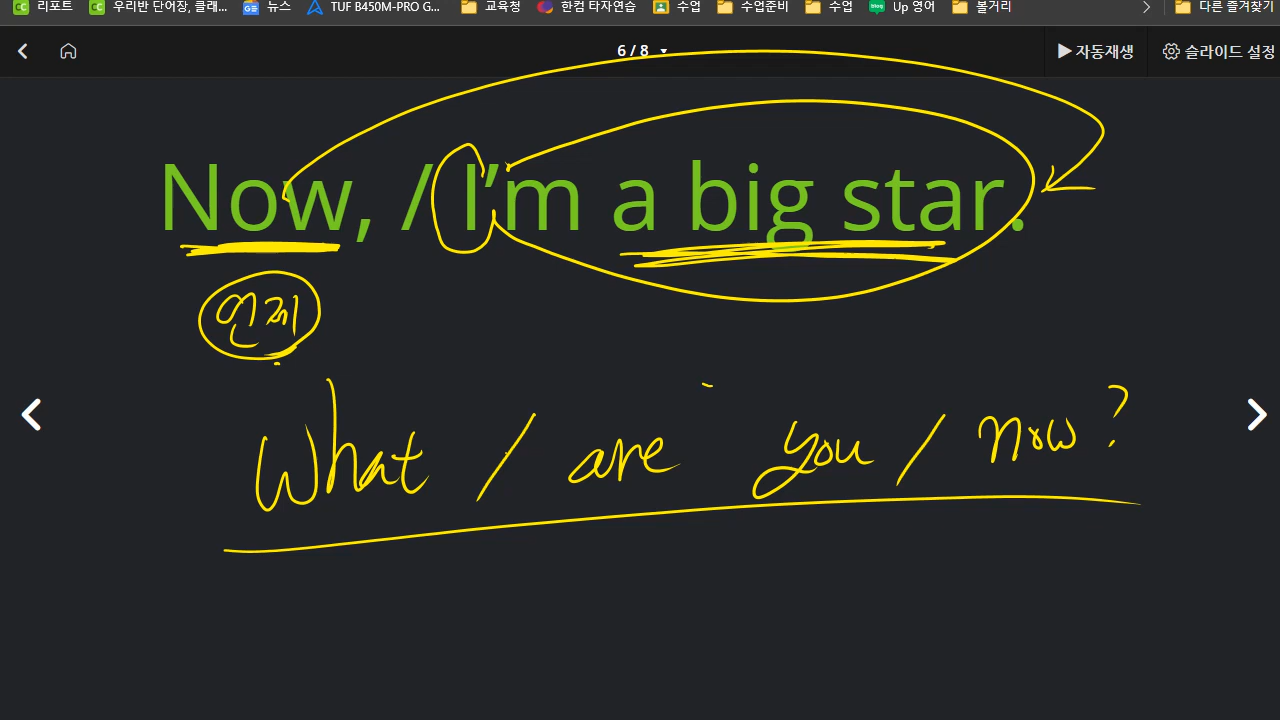 리포트 우리반 단어장, 클래... 뉴스 TUF B450M-PRO G... 교육청 한컴 타자연습 수업 수업준비 수업 Up 영어 볼거리 다른 즐겨찾기
6 / 8 자동재생 슬라이드 설정
Now, / I'm a big star.
언제
What / are you / now?